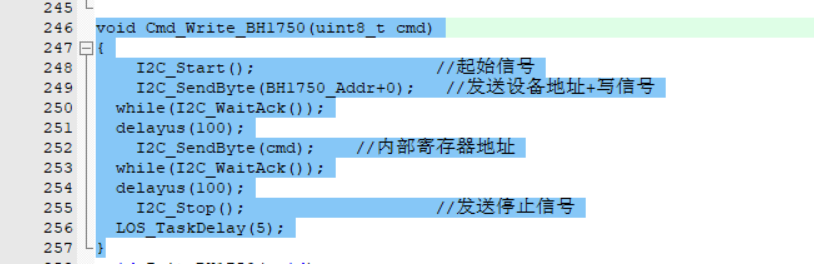 245
246 void Cmd_Write_BH1750(uint8_t cmd)
247 {
248 I2C_Start(); //起始信号
249 I2C_SendByte(BH1750_Addr+0); //发送设备地址+写信号
250 while(I2C_WaitAck());
251 delayus(100);
252 I2C_SendByte(cmd); //内部寄存器地址
253 while(I2C_WaitAck());
254 delayus(100);
255 I2C_Stop(); //发送停止信号
256 LOS_TaskDelay(5);
257 }